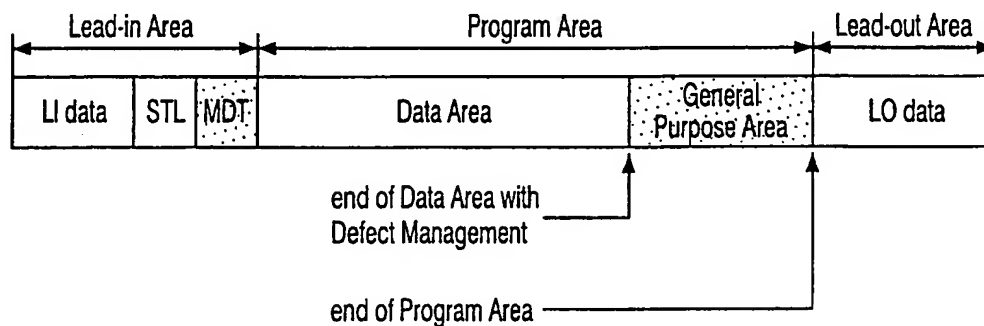 Lead-in Area Program Area Lead-out Area
LI data STL MDT Data Area General Purpose Area LO data
end of Data Area with
Defect Management
end of Program Area